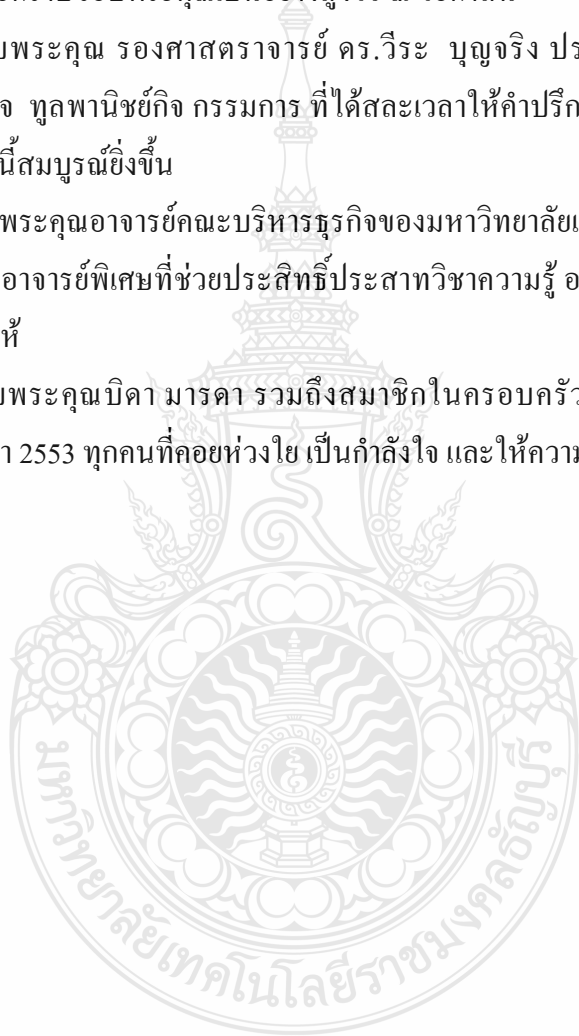 บพระคุณ รองศาสตราจารย์ ดร.วีระ บุญจริง ปร
จ ทูลพานิชย์กิจ กรรมการ ที่ได้สละเวลาให้คำปรึก
นี้สมบูรณ์ยิ่งขึ้น
พระคุณอาจารย์คณะบริหารธุรกิจของมหาวิทยาลัยเ
อาจารย์พิเศษที่ช่วยประสิทธิ์ประสาทวิชาความรู้ อ
ห้
บพระคุณบิดา มารดา รวมถึงสมาชิกในครอบครัว
า 2553 ทุกคนที่คอยห่วงใย เป็นกำลังใจ และให้ความ
มหาวิทยาลัยเทคโนโลยีราชมงคลธัญบุรี